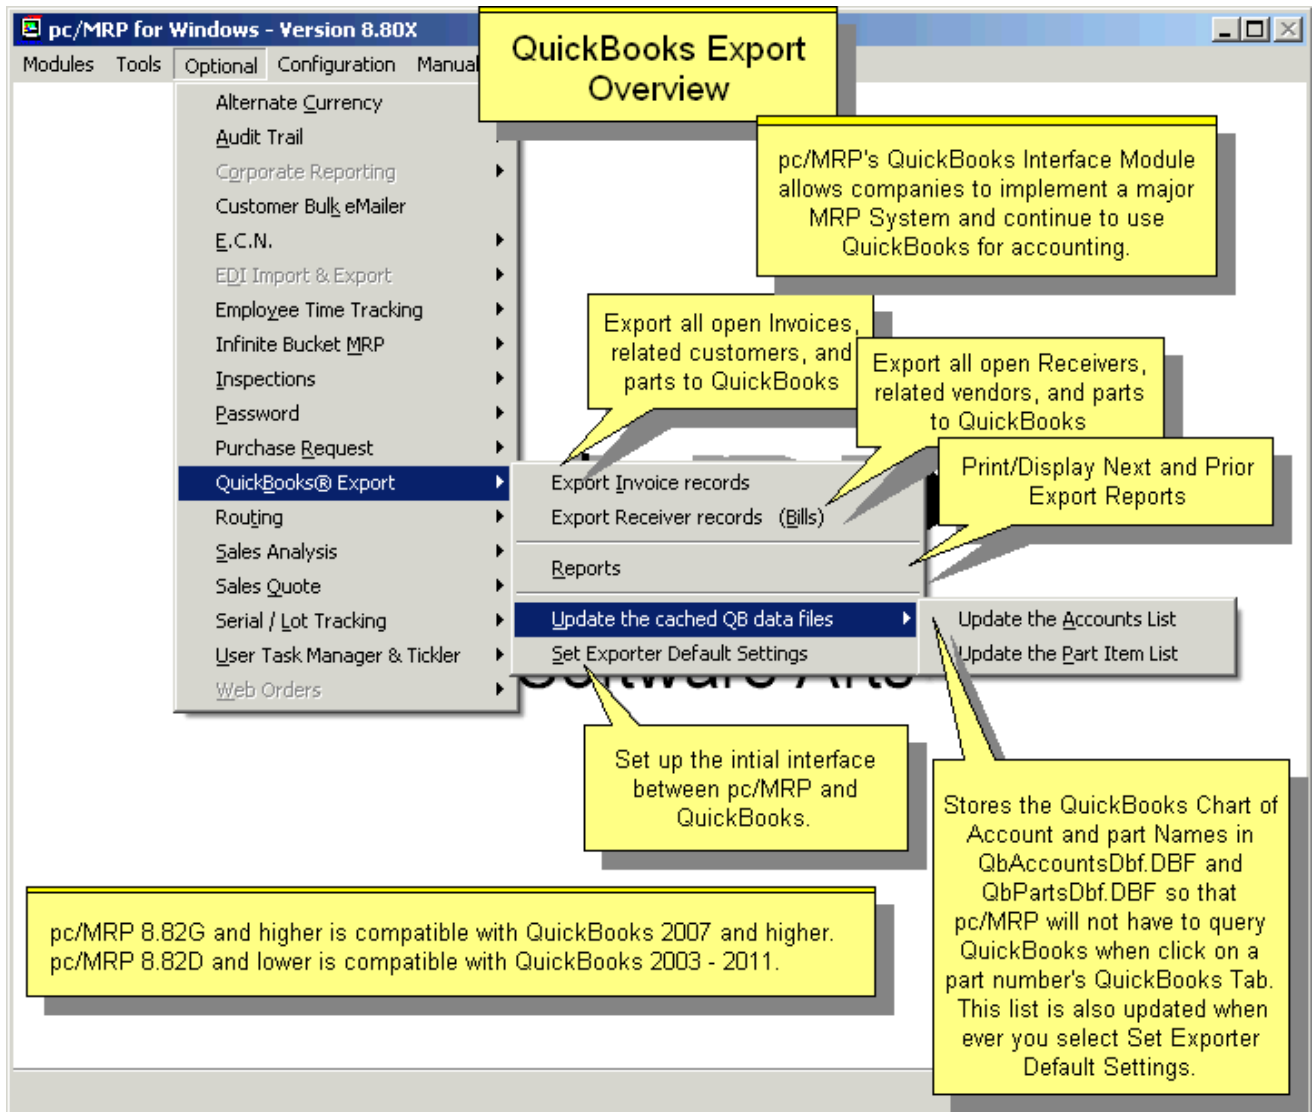 pc/MRP for Windows - Version 8.80X
Modules Tools Optional Configuration Manual
QuickBooks Export
Overview
pc/MRP's QuickBooks Interface Module
allows companies to implement a major
MRP System and continue to use
QuickBooks for accounting.
Alternate Currency
Audit Trail
Corporate Reporting
Customer Bulk eMailer
E.C.N.
EDI Import & Export
Employee Time Tracking
Infinite Bucket MRP
Inspections
Password
Purchase Request
QuickBooks® Export
Routing
Sales Analysis
Sales Quote
Serial / Lot Tracking
User Task Manager & Tickler
Web Orders
Export all open Invoices,
related customers, and
parts to QuickBooks
Export all open Receivers,
related vendors, and parts
to QuickBooks
Print/Display Next and Prior
Export Reports
Export Invoice records
Export Receiver records (Bills)
Reports
Update the cached QB data files
Set Exporter Default Settings
Update the Accounts List
Update the Part Item List
Software Arts
Set up the intial interface
between pc/MRP and
QuickBooks.
Stores the QuickBooks Chart of
Account and part Names in
QbAccountsDbf.DBF and
QbPartsDbf.DBF so that
pc/MRP will not have to query
QuickBooks when click on a
part number's QuickBooks Tab.
This list is also updated when
ever you select Set Exporter
Default Settings.
pc/MRP 8.82G and higher is compatible with QuickBooks 2007 and higher.
pc/MRP 8.82D and lower is compatible with QuickBooks 2003 - 2011.